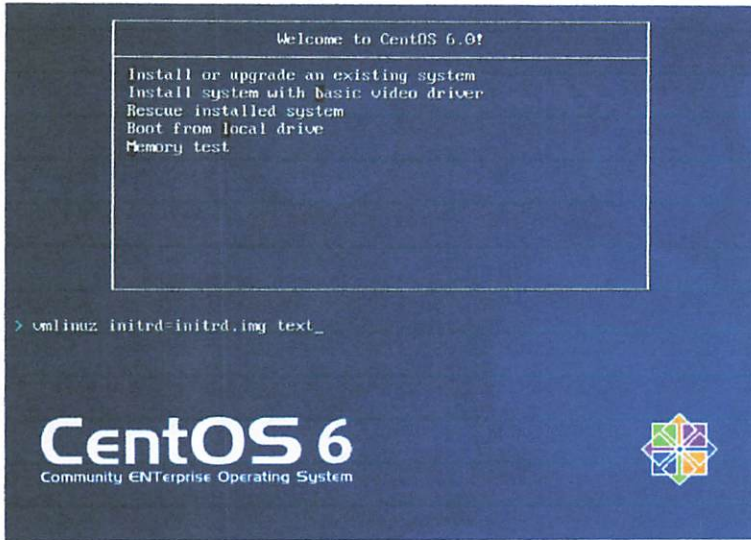 Welcome to CentOS 6.0!
Install or upgrade an existing system
Install system with basic video driver
Rescue installed system
Boot from local drive
Memory test
> vmlinuz initrd=initrd.img text_
CentOS 6
Community ENTerprise Operating System